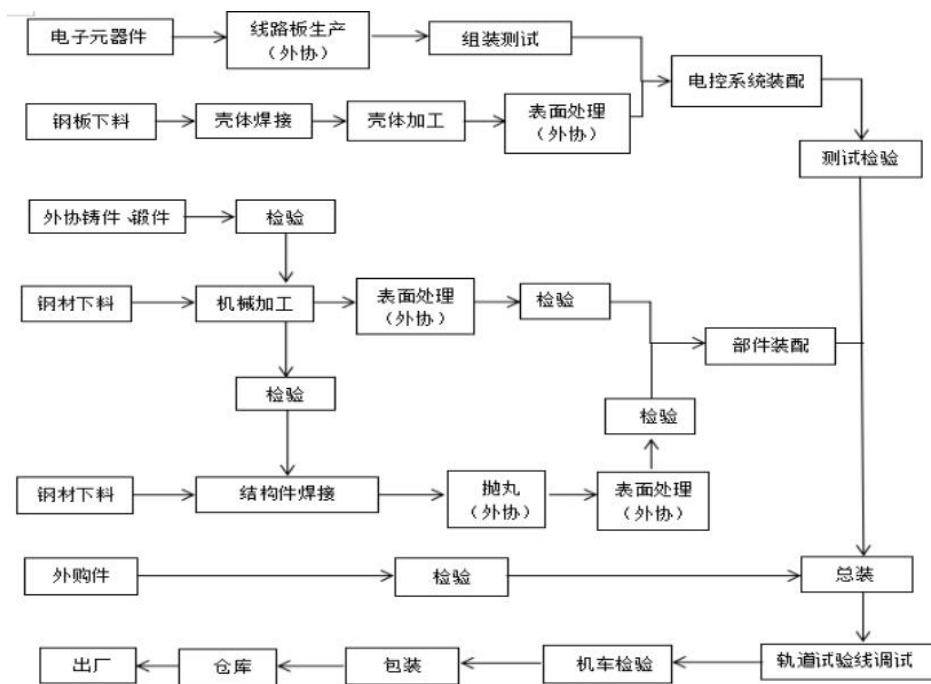 电子元器件
线路板生产
（外协）
组装测试
电控系统装配
钢板下料
壳体焊接
壳体加工
表面处理
（外协）
测试检验
外协铸件、锻件
检验
钢材下料
机械加工
表面处理
（外协）
检验
部件装配
检验
检验
钢材下料
结构件焊接
抛丸
（外协）
表面处理
（外协）
外购件
检验
总装
出厂
仓库
包装
机车检验
轨道试验线调试